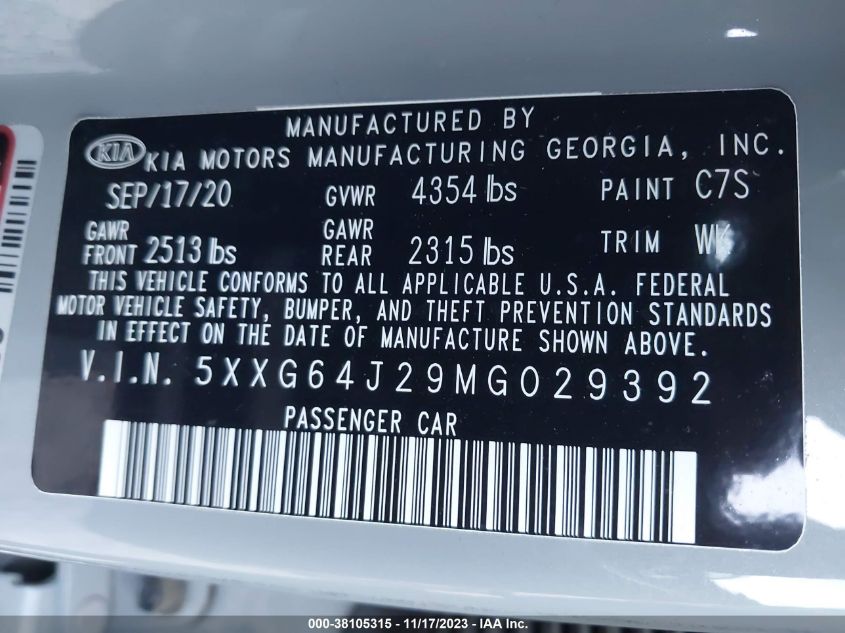 MANUFACTURED BY
KIA KIA MOTORS MANUFACTURING GEORGIA, INC.
SEP/17/20 GVWR 4354 lbs PAINT C7S
GAWR FRONT 2513 lbs GAWR REAR 2315 lbs TRIM WK
THIS VEHICLE CONFORMS TO ALL APPLICABLE U.S.A. FEDERAL
MOTOR VEHICLE SAFETY, BUMPER, AND THEFT PREVENTION STANDARDS
IN EFFECT ON THE DATE OF MANUFACTURE SHOWN ABOVE.
V.I.N. 5XXG64J29MG029392
PASSENGER CAR
000-38105315 - 11/17/2023 - IAA Inc.